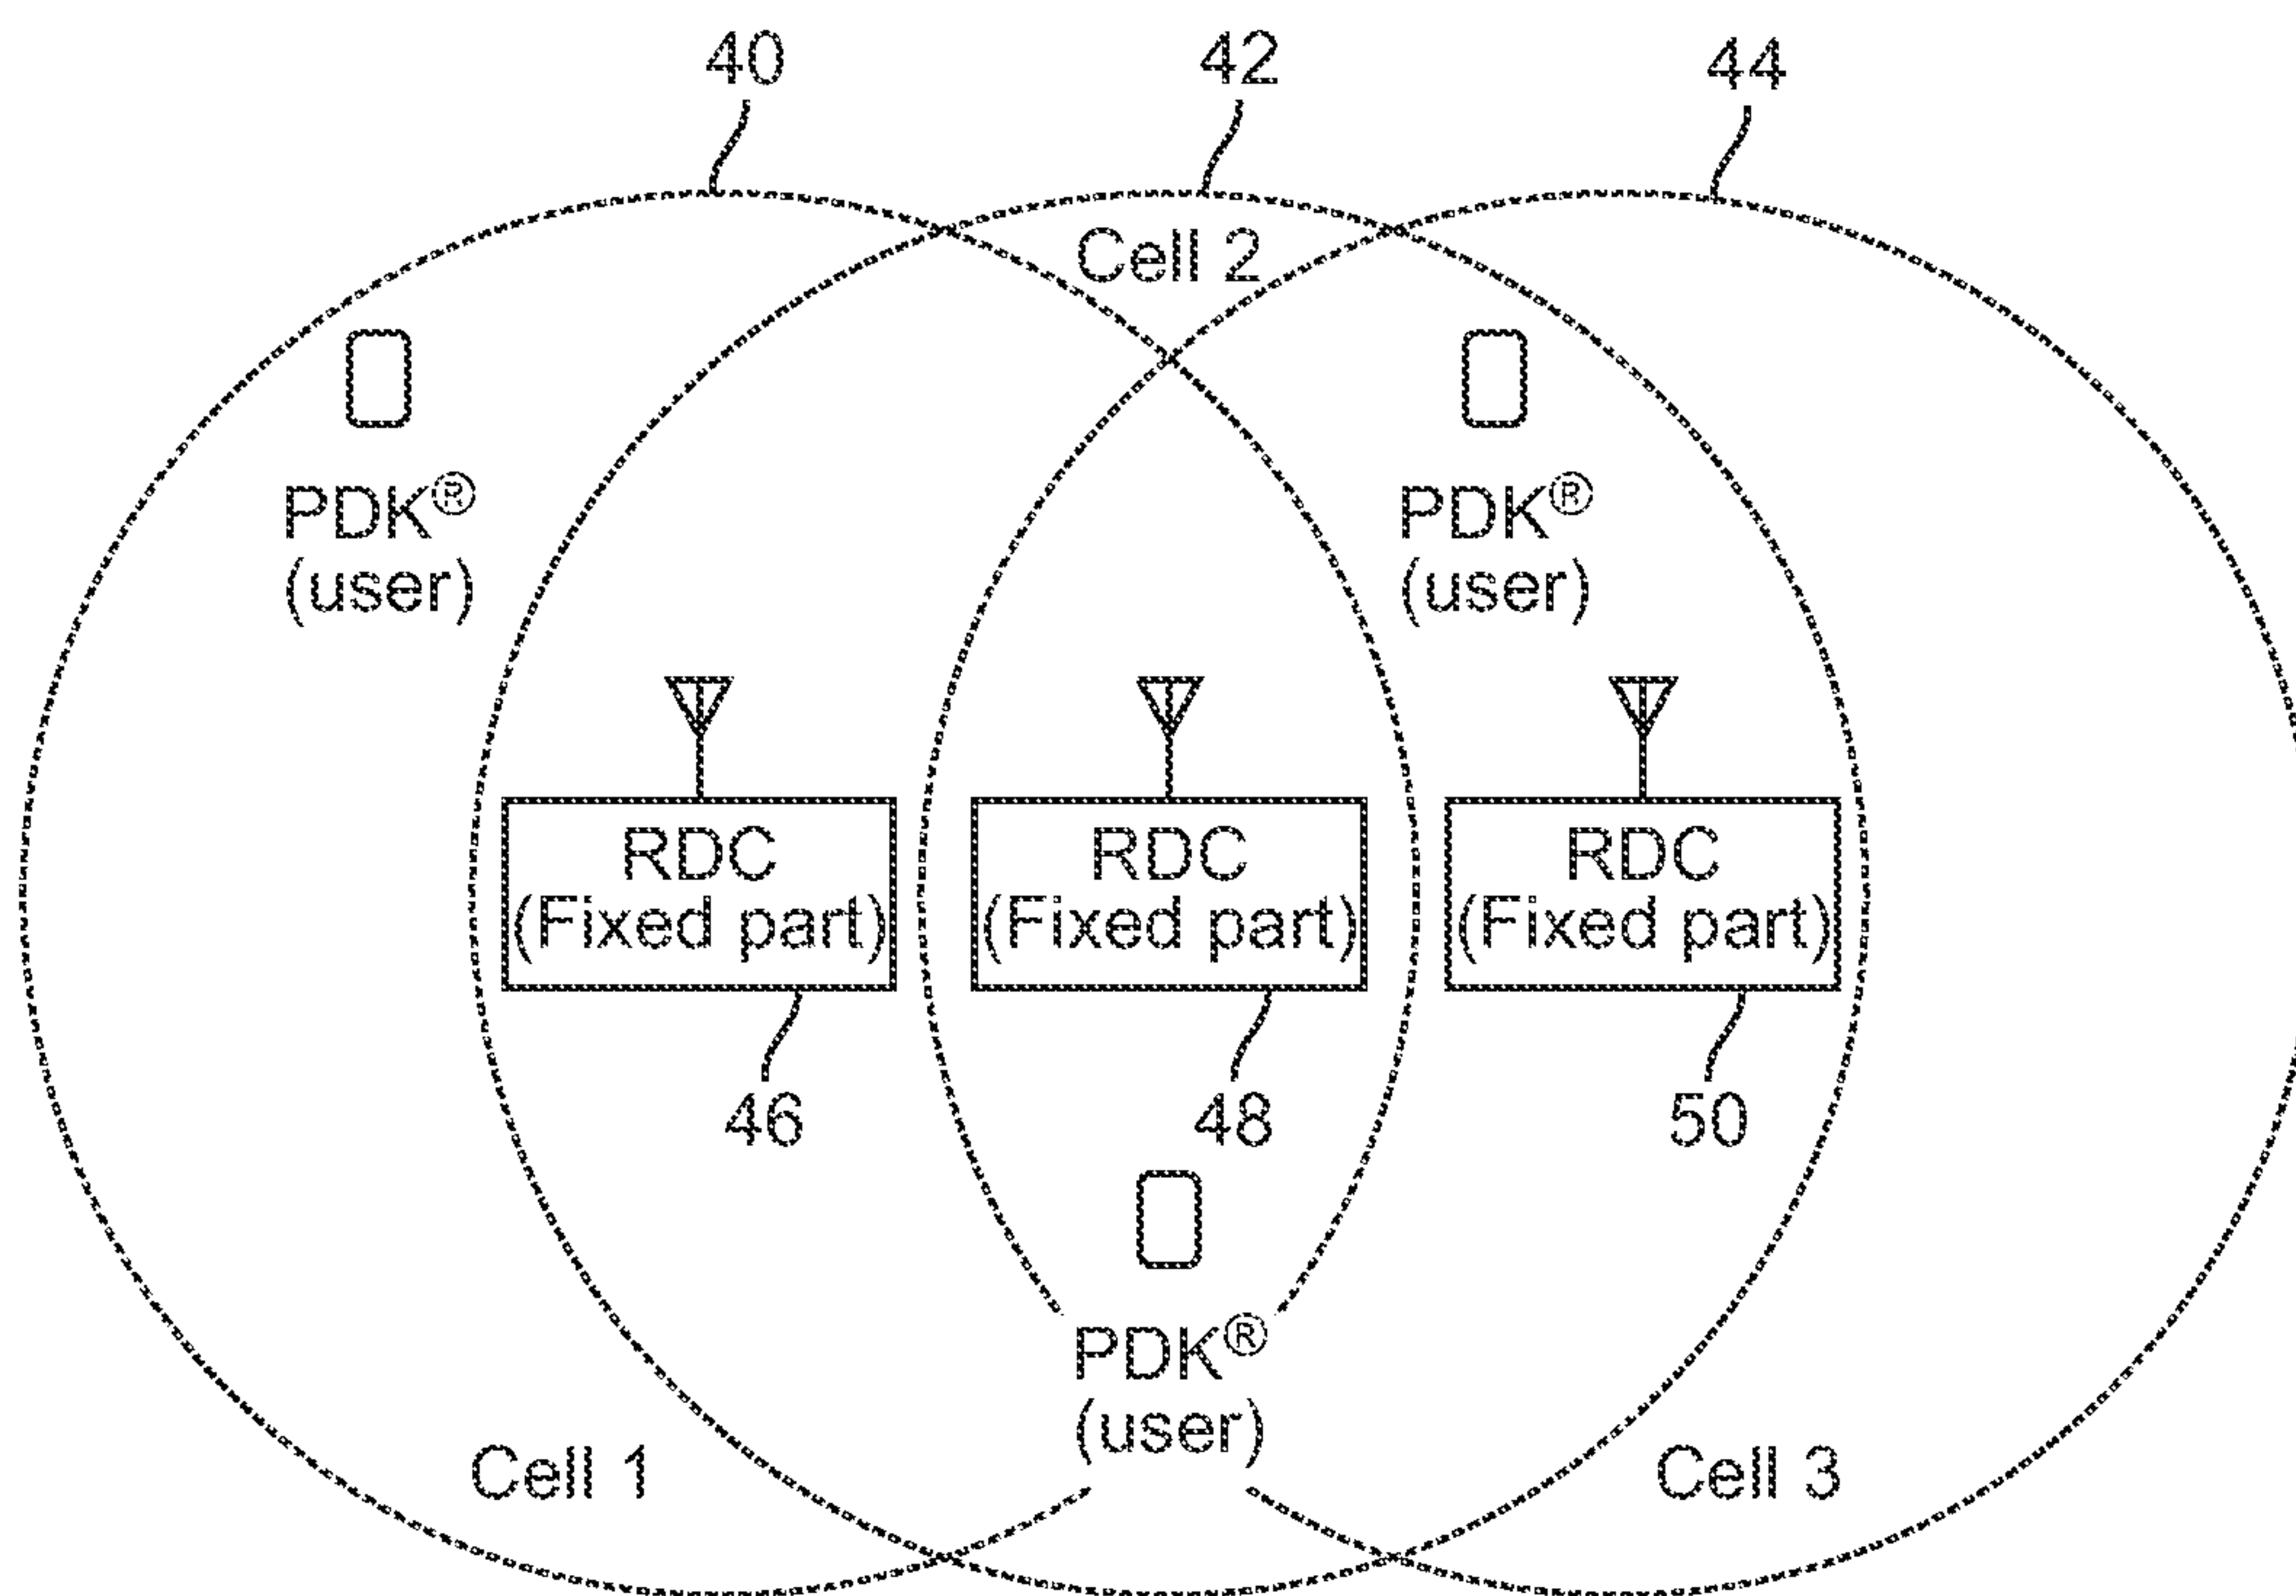 40
42
44
Cell 2
PDK®
(user)
PDK®
(user)
RDC
(Fixed part)
RDC
(Fixed part)
RDC
(Fixed part)
46
48
50
PDK®
(user)
Cell 1
Cell 3